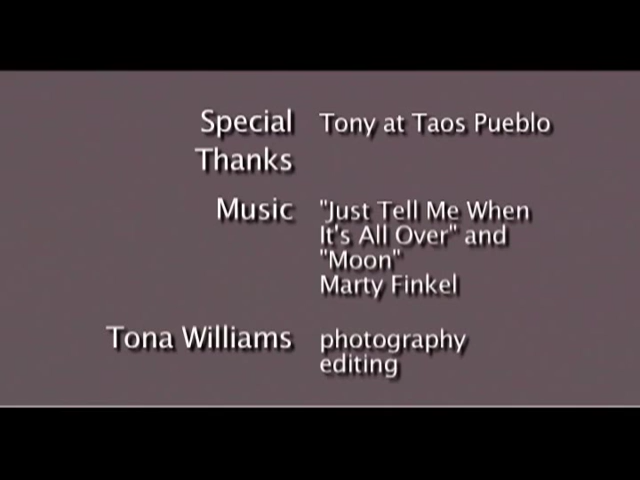 Special Thanks
Tony at Taos Pueblo
Music
"Just Tell Me When
It's All Over" and
"Moon"
Marty Finkel
Tona Williams
photography
editing